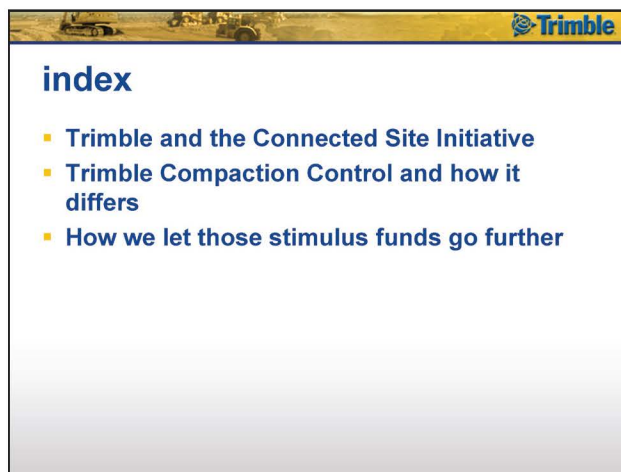 Trimble
index
Trimble and the Connected Site Initiative
Trimble Compaction Control and how it
differs
How we let those stimulus funds go further